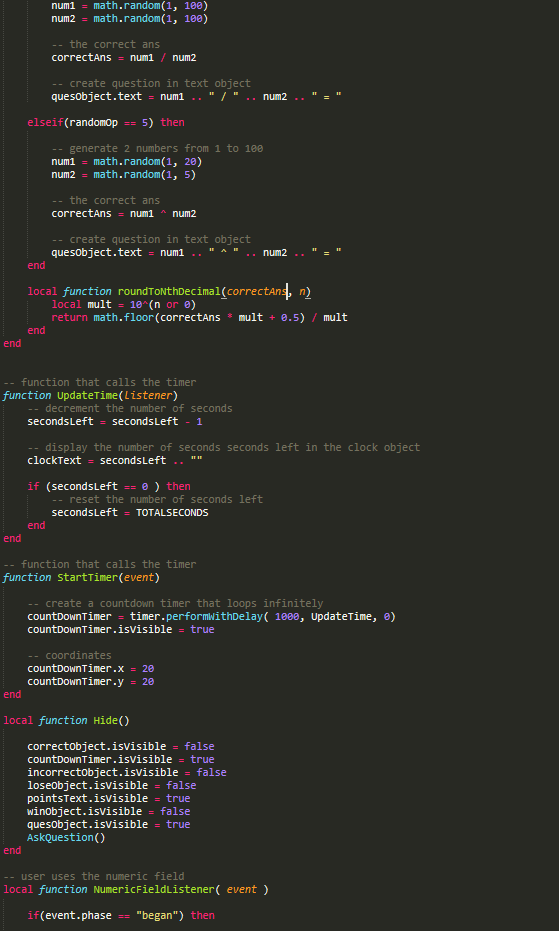 num1 = math.random(1, 100)
num2 = math.random(1, 100)
-- the correct ans
correctAns = num1 / num2
-- create question in text object
quesObject.text = num1 .. " / " .. num2 .. " = "
elseif(randomOp == 5) then
-- generate 2 numbers from 1 to 100
num1 = math.random(1, 20)
num2 = math.random(1, 5)
-- the correct ans
correctAns = num1 ^ num2
-- create question in text object
quesObject.text = num1 .. " ^ " .. num2 .. " = "
end
local function roundToNthDecimal(correctAns, n)
local mult = 10^(n or 0)
return math.floor(correctAns * mult + 0.5) / mult
end
end
-- function that calls the timer
function UpdateTime(listener)
-- decrement the number of seconds
secondsLeft = secondsLeft - 1
-- display the number of seconds seconds left in the clock object
clockText = secondsLeft .. ""
if (secondsLeft == 0 ) then
-- reset the number of seconds left
secondsLeft = TOTALSECONDS
end
end
-- function that calls the timer
function StartTimer(event)
-- create a countdown timer that loops infinitely
countDownTimer = timer.performWithDelay( 1000, UpdateTime, 0)
countDownTimer.isVisible = true
-- coordinates
countDownTimer.x = 20
countDownTimer.y = 20
end
local function Hide()
correctObject.isVisible = false
countDownTimer.isVisible = true
incorrectObject.isVisible = false
loseObject.isVisible = false
pointsText.isVisible = true
winObject.isVisible = false
quesObject.isVisible = true
AskQuestion()
end
-- user uses the numeric field
local function NumericFieldListener( event )
if(event.phase == "began") then